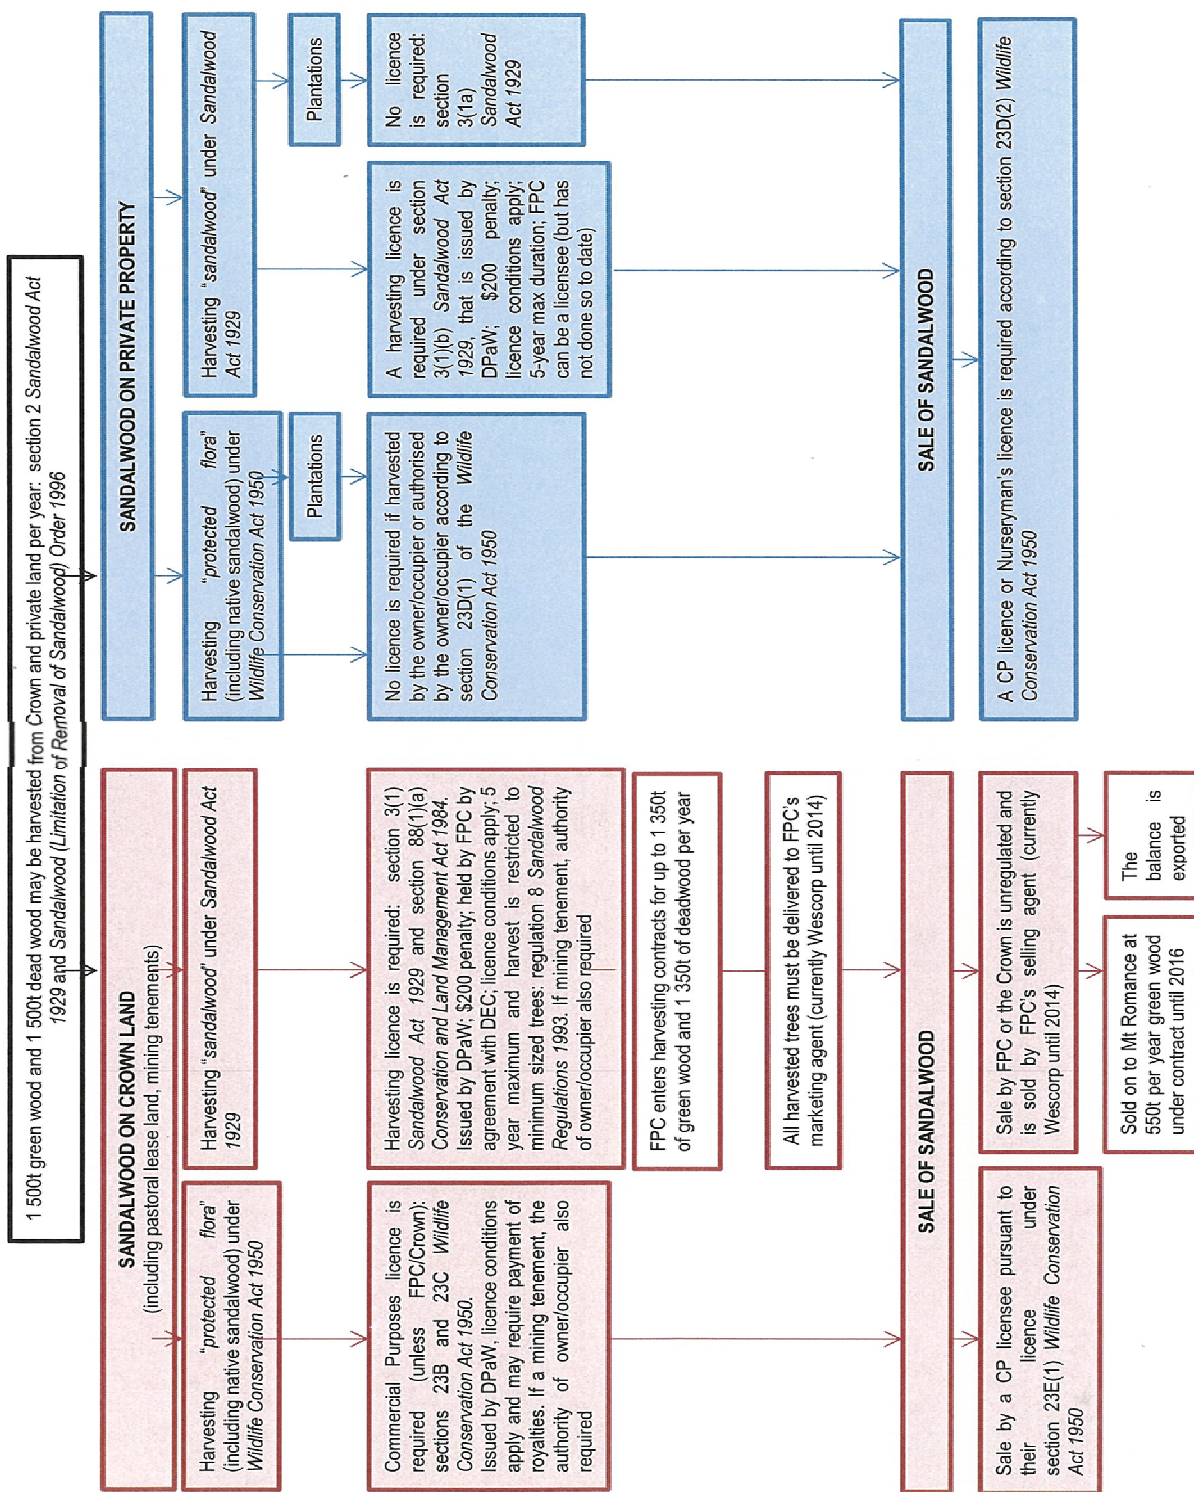 1 500t green wood and 1 500t dead wood may be harvested from Crown and private land per year: section 2 Sandalwood Act
1929 and Sandalwood (Limitation of Removal of Sandalwood) Order 1996
SANDALWOOD ON CROWN LAND
(including pastoral lease land, mining tenements)
Harvesting "protected flora"
(including native sandalwood) under
Wildlife Conservation Act 1950
Harvesting "sandalwood" under Sandalwood Act
1929
Commercial Purposes licence is
required (unless FPC/Crown):
sections 23B and 23C Wildlife
Conservation Act 1950.
Issued by DPaW, licence conditions
apply and may require payment of
royalties. If a mining tenement, the
authority of owner/occupier also
required
Harvesting licence is required: section 3(1)
Sandalwood Act 1929 and section 88(1)(a)
Conservation and Land Management Act 1984.
Issued by DPaW; $200 penalty; held by FPC by
agreement with DEC; licence conditions apply; 5
year maximum and harvest is restricted to
minimum sized trees: regulation 8 Sandalwood
Regulations 1993. If mining tenement, authority
of owner/occupier also required
FPC enters harvesting contracts for up to 1 350t
of green wood and 1 350t of deadwood per year
All harvested trees must be delivered to FPC's
marketing agent (currently Wescorp until 2014)
SALE OF SANDALWOOD
Sale by a CP licensee pursuant to
their licence under
section 23E(1) Wildlife Conservation
Act 1950
Sale by FPC or the Crown is unregulated and
is sold by FPC's selling agent (currently
Wescorp until 2014)
Sold on to Mt Romance at
550t per year green wood
under contract until 2016
The
balance is
exported
SANDALWOOD ON PRIVATE PROPERTY
Harvesting "protected flora"
(including native sandalwood) under
Wildlife Conservation Act 1950
Harvesting "sandalwood" under Sandalwood
Act 1929
Plantations
Plantations
No licence is required if harvested
by the owner/occupier or authorised
by the owner/occupier according to
section 23D(1) of the Wildlife
Conservation Act 1950
A harvesting licence is
required under section
3(1)(b) Sandalwood Act
1929, that is issued by
DPaW; $200 penalty;
licence conditions apply;
5-year max duration; FPC
can be a licensee (but has
not done so to date)
No licence
is required:
section
3(1a)
Sandalwood
Act 1929
SALE OF SANDALWOOD
A CP licence or Nurseryman's licence is required according to section 23D(2) Wildlife
Conservation Act 1950